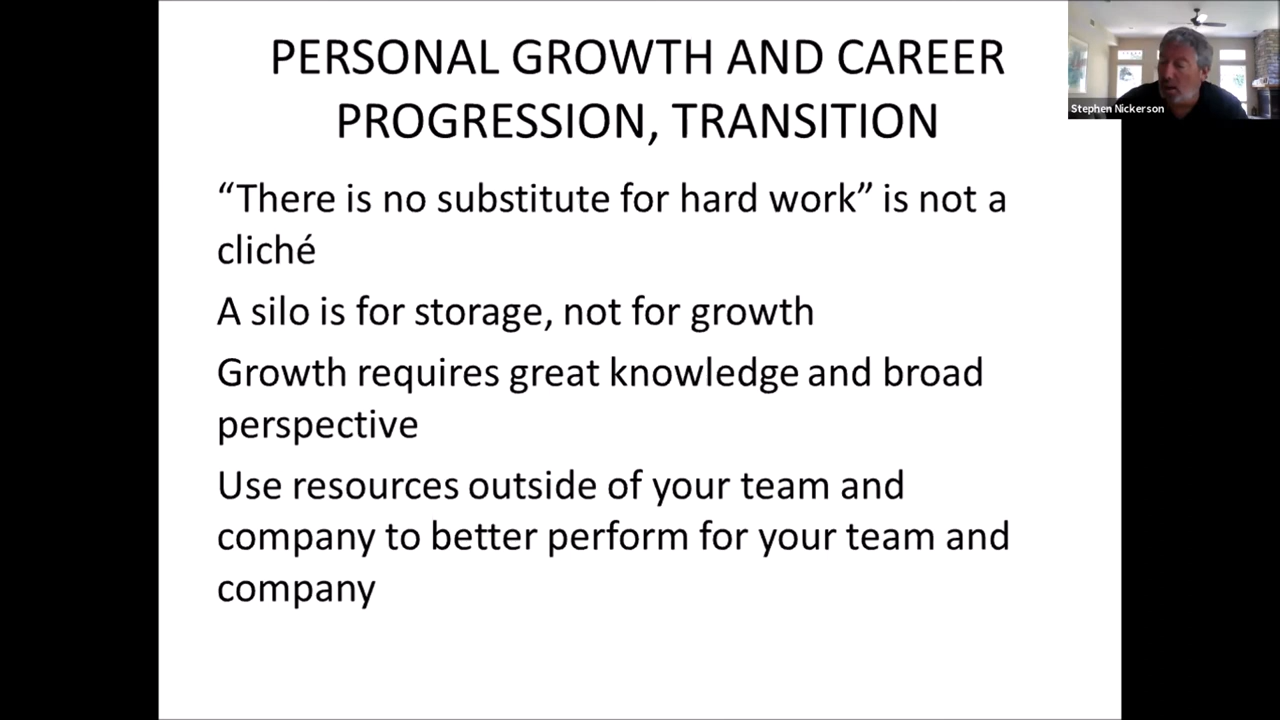 PERSONAL GROWTH AND CAREER
PROGRESSION, TRANSITION
Stephen Nickerson
“There is no substitute for hard work” is not a
cliché
A silo is for storage, not for growth
Growth requires great knowledge and broad
perspective
Use resources outside of your team and
company to better perform for your team and
company